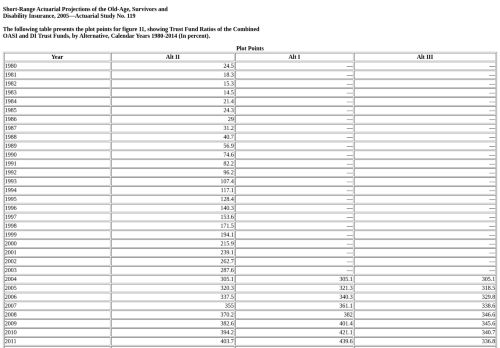 Short-Range Actuarial Projections of the Old-Age, Survivors and
Disability Insurance, 2005—Actuarial Study No. 119
The following table presents the plot points for figure 11, showing Trust Fund Ratios of the Combined
OASI and DI Trust Funds, by Alternative, Calendar Years 1980-2014 (In percent).
Plot Points
Year Alt II Alt I Alt III
1980 24.5 — —
1981 18.3 — —
1982 15.3 — —
1983 14.5 — —
1984 21.4 — —
1985 24.3 — —
1986 29 — —
1987 31.2 — —
1988 40.7 — —
1989 56.9 — —
1990 74.6 — —
1991 82.2 — —
1992 96.2 — —
1993 107.4 — —
1994 117.1 — —
1995 128.4 — —
1996 140.3 — —
1997 153.6 — —
1998 171.5 — —
1999 194.1 — —
2000 215.9 — —
2001 239.1 — —
2002 262.7 — —
2003 287.6 — —
2004 305.1 305.1 305.1
2005 320.3 321.3 318.5
2006 337.5 340.3 329.8
2007 355 361.1 338.6
2008 370.2 382 346.6
2009 382.6 401.4 345.6
2010 394.2 421.1 340.7
2011 403.7 439.6 336.8